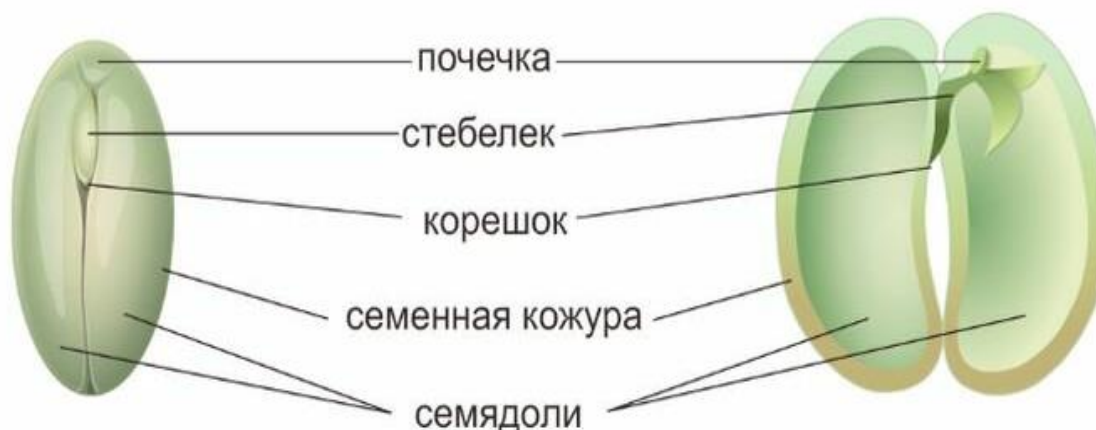 почечка
стебелек
корешок
семенная кожура
семядоли